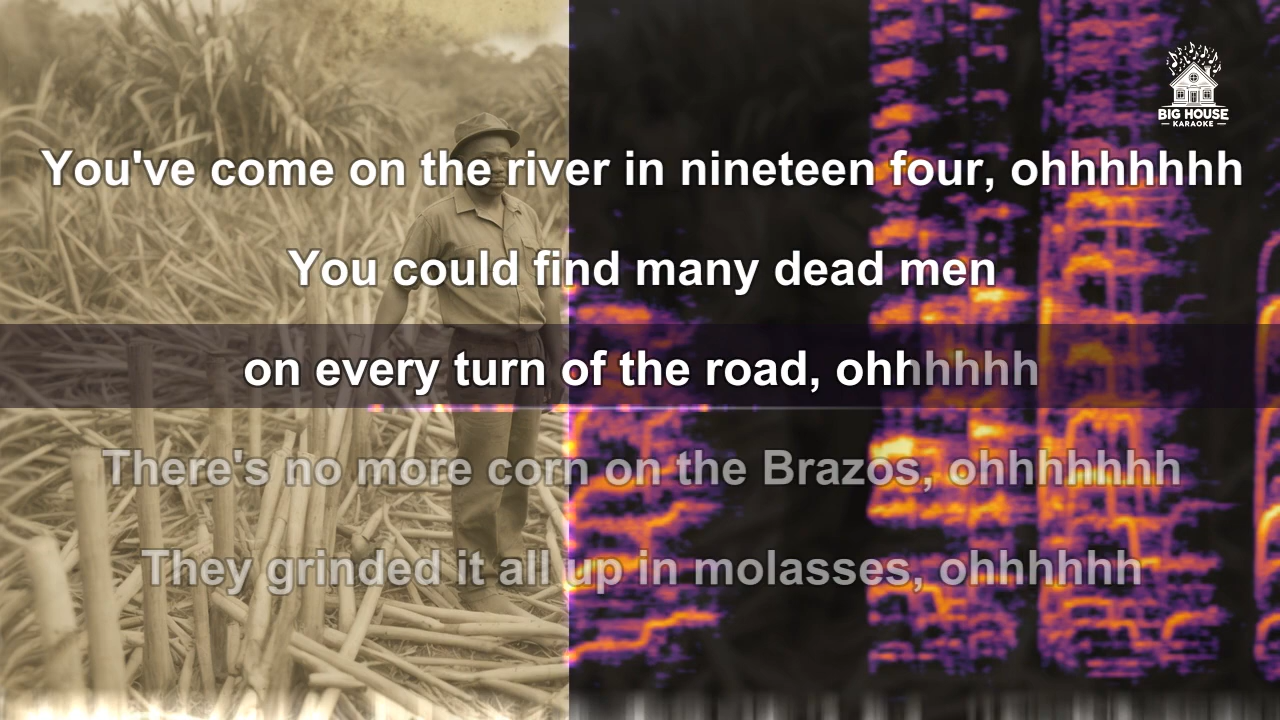 BIG HOUSE
KARAOKE
You've come on the river in nineteen four, ohhhhhhh
You could find many dead men
on every turn of the road, ohhhhhh
There's no more corn on the Brazos, ohhhhhhh
They grinded it all up in molasses, ohhhhhh